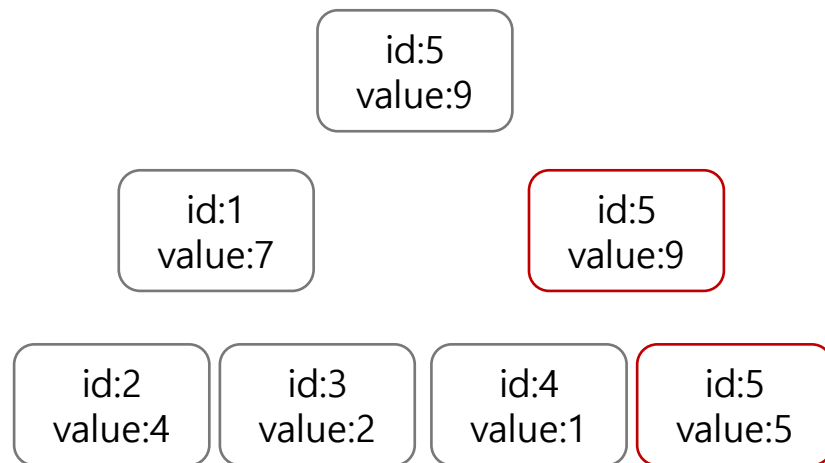 id:5
value:9
id:1
value:7
id:5
value:9
id:2
value:4
id:3
value:2
id:4
value:1
id:5
value:5